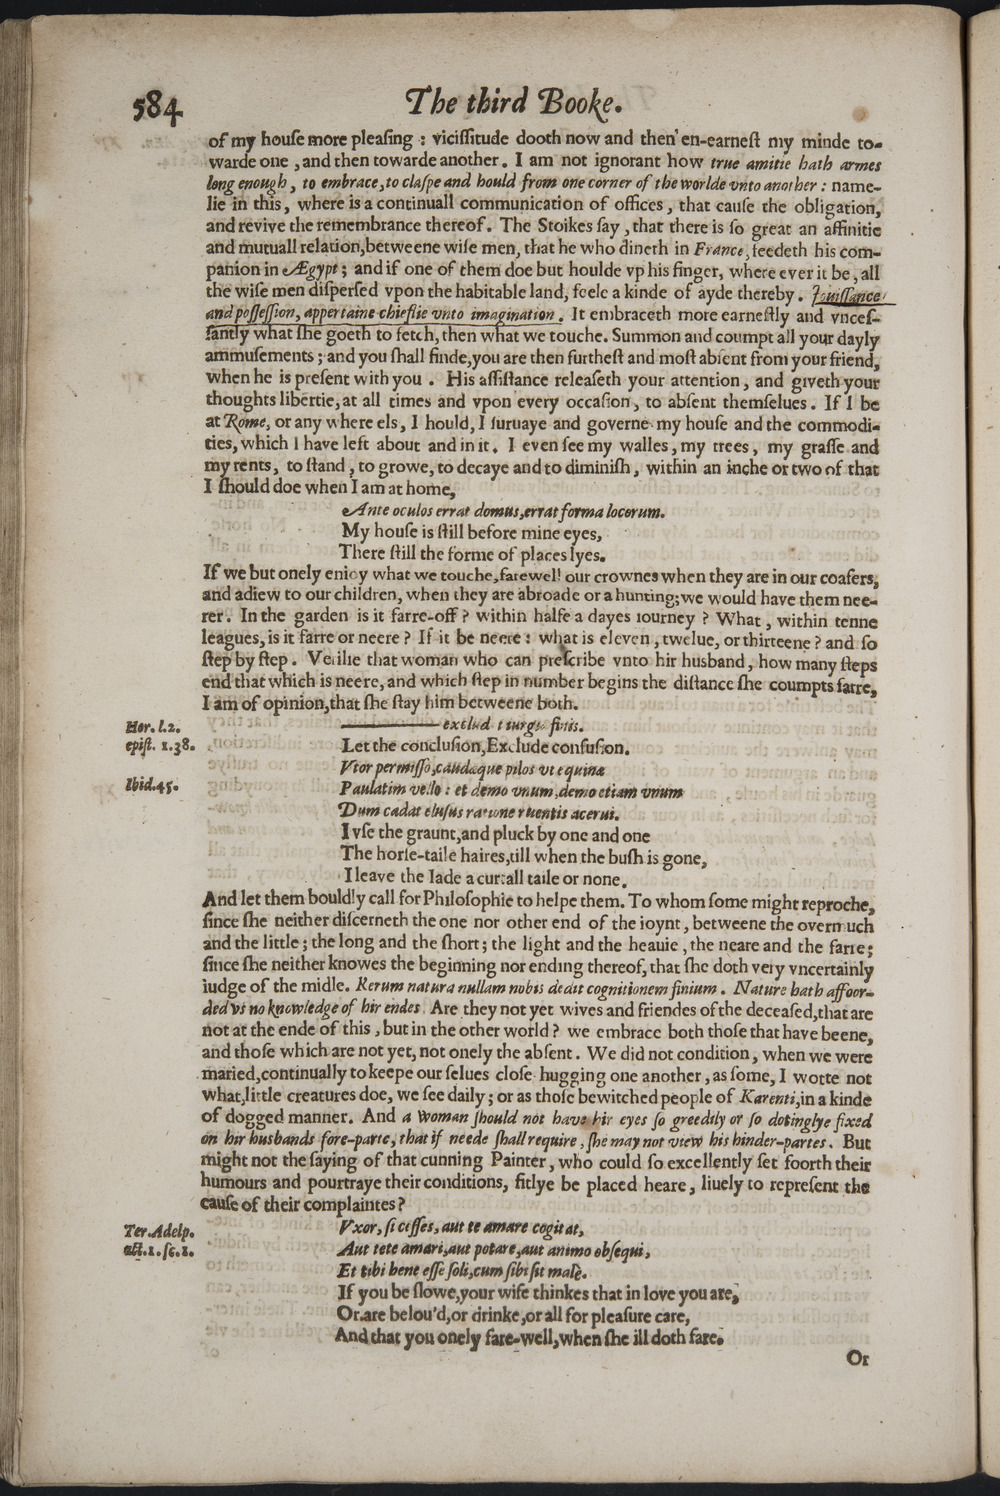 584
The third Booke.
of my houſe more pleaſing : viciſſitude dooth now and then en-earneſt my minde to-
warde one , and then towarde another. I am not ignorant how true amitie hath armes
long enough , to embrace, to claſpe and hould from one corner of the worlde vnto another : name-
lie in this, where is a continuall communication of offices, that cauſe the obligation,
and revive the remembrance thereof. The Stoikes ſay , that there is ſo great an affinitie
and mutuall relation, betweene wiſe men, that he who dineth in France, feedeth his com-
panion in Ægypt ; and if one of them doe but houlde vp his finger, where ever it be , all
the wiſe men diſperſed vpon the habitable land, feele a kinde of ayde thereby. Jouiſſance
and poſſeſſion, appertaine chieflie vnto imagination. It embraceth more earneſtly and vnceſ-
ſantly what ſhe goeth to fetch, then what we touche. Summon and coumpt all your dayly
ammuſements ; and you ſhall finde, you are then furtheſt and moſt abſent from your friend,
when he is preſent with you . His aſſiſtance releaſeth your attention, and giveth your
thoughts libertie, at all times and vpon every occaſion, to abſent themſelues. If I be
at Rome, or any where els, I hould, I ſuruaye and governe my houſe and the commodi-
ties, which I have left about and in it. I even ſee my walles, my trees, my graſſe and
my rents, to ſtand , to growe, to decaye and to diminiſh, within an inche or two of that
I ſhould doe when I am at home,
Ante oculos errat domus, errat forma locorum.
My houſe is ſtill before mine eyes,
There ſtill the forme of places lyes.
If we but onely enioy what we touche, farewell our crownes when they are in our coafers,
and adiew to our children, when they are abroade or a hunting; we would have them nee-
rer. In the garden is it farre-off ? within halfe a dayes iourney ? What , within tenne
leagues, is it farre or neere ? If it be neere : what is eleven , twelue, or thirteene ? and ſo
ſtep by ſtep. Verilie that woman who can preſcribe vnto hir husband, how many ſteps
end that which is neere, and which ſtep in number begins the diſtance ſhe coumpts farre,
I am of opinion, that ſhe ſtay him betweene both.
Hor. l.2.
epiſt. 1.38.
excludat iurgia finis.
Let the concluſion, Exclude confuſion.
Vtor permiſſo, caudæque pilos vt equinæ
Ibid.45.
Paulatim vello : et demo vnum, demo etiam vnum
Dum cadat eluſus ratione ruentis acerui.
I vſe the graunt, and pluck by one and one
The horſe-taile haires, till when the buſh is gone,
I leave the Iade a curtall taile or none.
And let them bouldly call for Philoſophie to helpe them. To whom ſome might reproche,
ſince ſhe neither diſcerneth the one nor other end of the ioynt, betweene the overmuch
and the little ; the long and the ſhort ; the light and the heauie , the neare and the farre ;
ſince ſhe neither knowes the beginning nor ending thereof, that ſhe doth very vncertainly
iudge of the midle. Rerum natura nullam nobis dedit cognitionem finium. Nature hath affoor-
ded vs no knowledge of hir endes. Are they not yet wives and friendes of the deceaſed, that are
not at the ende of this , but in the other world ? we embrace both thoſe that have beene,
and thoſe which are not yet, not onely the abſent. We did not condition, when we were
maried, continually to keepe our ſelues cloſe hugging one another, as ſome, I wotte not
what, little creatures doe, we ſee daily ; or as thoſe bewitched people of Karenti, in a kinde
of dogged manner. And a Woman ſhould not have hir eyes ſo greedily or ſo dotinglye fixed
on hir husbands fore-parte, that if neede ſhall require , ſhe may not view his hinder-partes. But
might not the ſaying of that cunning Painter, who could ſo excellently ſet foorth their
humours and pourtraye their conditions, fitlye be placed heare, liuely to repreſent the
cauſe of their complaintes ?
Ter. Adelp.
act.1.ſc.1.
Vxor, ſi ceſſes, aut te amare cogitat,
Aut tete amari, aut potare, aut animo obſequi,
Et tibi bene eſſe ſoli, cum ſibi ſit malè.
If you be ſlowe, your wife thinkes that in love you are,
Or are belou'd, or drinke, or all for pleaſure care,
And that you onely fare-well, when ſhe ill doth fare.
Or